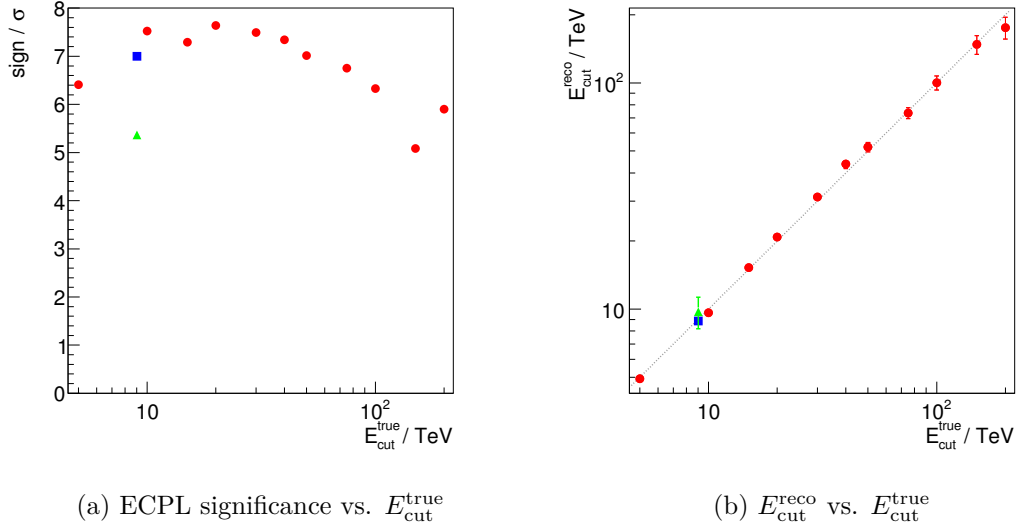 sign / σ
8
7
6
5
4
3
2
1
0
10
10²
E_cut^true / TeV
E_cut^reco / TeV
10²
10
10
10²
E_cut^true / TeV
(a) ECPL significance vs. E_cut^true
(b) E_cut^reco vs. E_cut^true